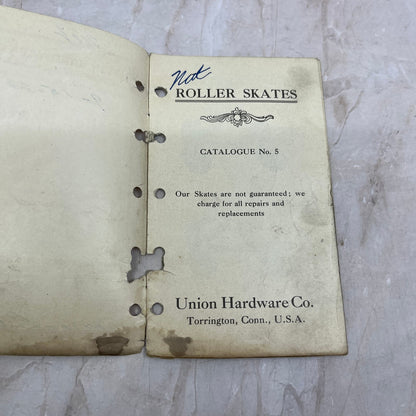 Nat
ROLLER SKATES
CATALOGUE No. 5
Our Skates are not guaranteed; we
charge for all repairs and
replacements
Union Hardware Co.
Torrington, Conn., U.S.A.